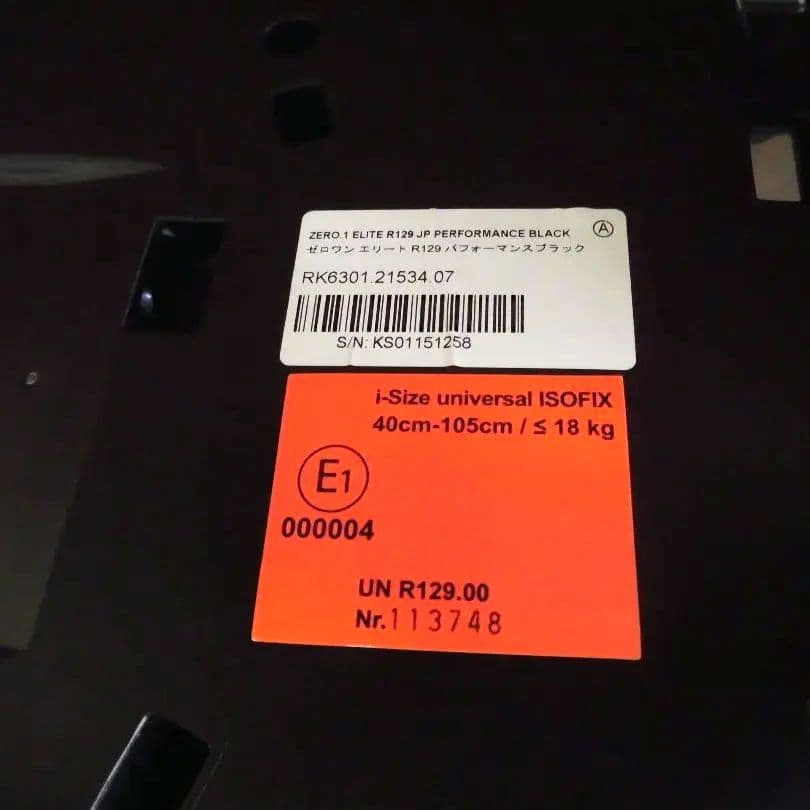 ZERO.1 ELITE R129 JP PERFORMANCE BLACK
A
ゼロワン エリート R129 パフォーマンスブラック
RK6301.21534.07
S/N: KS01151258
i-Size universal ISOFIX
40cm-105cm / ≤ 18 kg
E1
000004
UN R129.00
Nr.113748